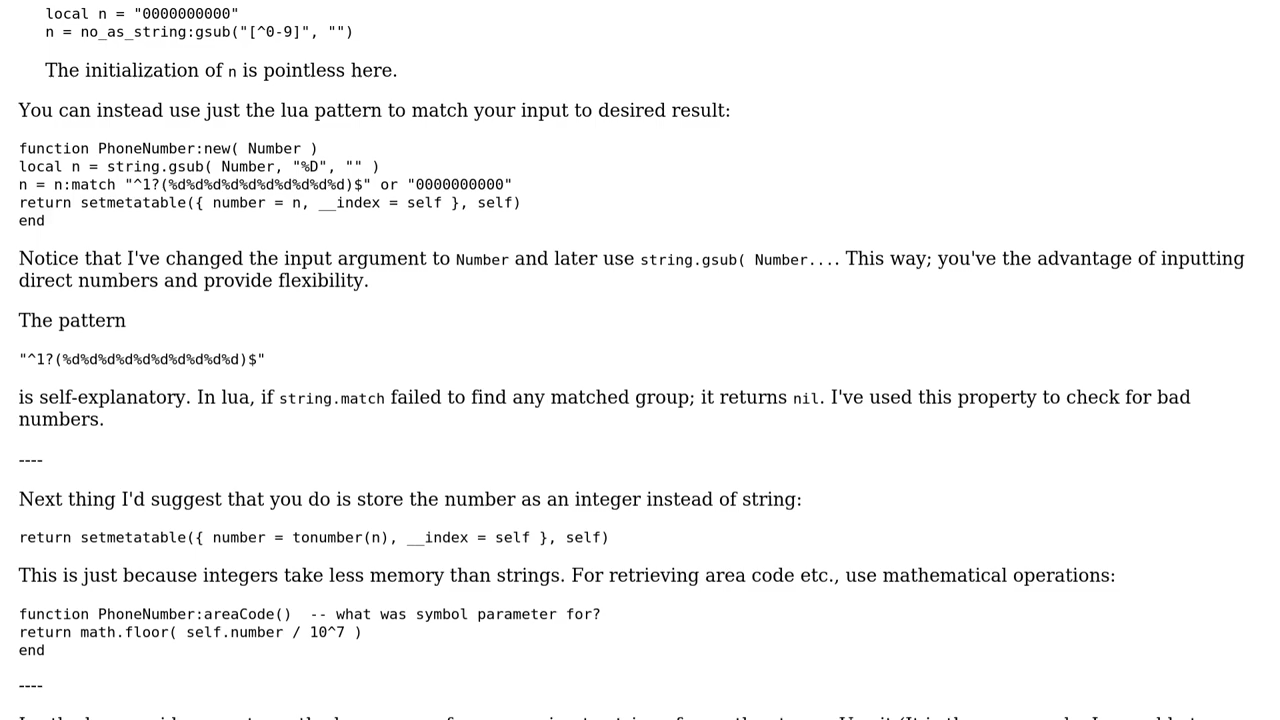 local n = "0000000000"
n = no_as_string:gsub("[^0-9]", "")
The initialization of n is pointless here.
You can instead use just the lua pattern to match your input to desired result:
function PhoneNumber:new( Number )
local n = string.gsub( Number, "%D", "" )
n = n:match "^1?(%d%d%d%d%d%d%d%d%d%d)$" or "0000000000"
return setmetatable({ number = n, __index = self }, self)
end
Notice that I've changed the input argument to Number and later use string.gsub( Number.... This way; you've the advantage of inputting
direct numbers and provide flexibility.
The pattern
"^1?(%d%d%d%d%d%d%d%d%d%d)$"
is self-explanatory. In lua, if string.match failed to find any matched group; it returns nil. I've used this property to check for bad
numbers.
----
Next thing I'd suggest that you do is store the number as an integer instead of string:
return setmetatable({ number = tonumber(n), __index = self }, self)
This is just because integers take less memory than strings. For retrieving area code etc., use mathematical operations:
function PhoneNumber:areaCode()  -- what was symbol parameter for?
return math.floor( self.number / 10^7 )
end
----